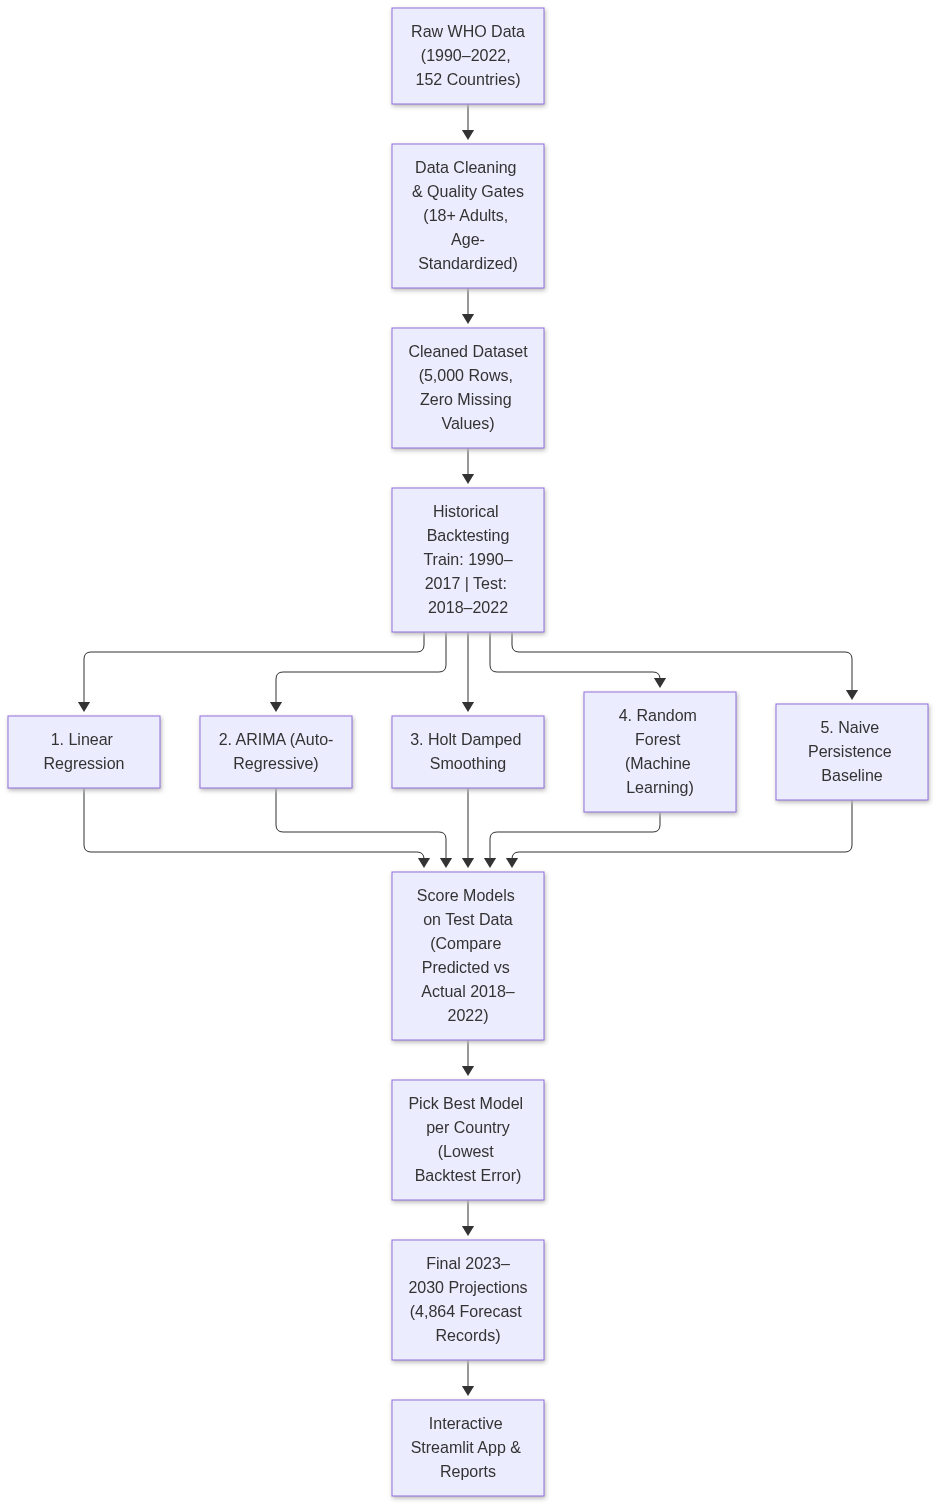 Raw WHO Data
(1990–2022,
152 Countries)
Data Cleaning
& Quality Gates
(18+ Adults,
Age-
Standardized)
Cleaned Dataset
(5,000 Rows,
Zero Missing
Values)
Historical
Backtesting
Train: 1990–
2017 | Test:
2018–2022
1. Linear
Regression
2. ARIMA (Auto-
Regressive)
3. Holt Damped
Smoothing
4. Random
Forest
(Machine
Learning)
5. Naive
Persistence
Baseline
Score Models
on Test Data
(Compare
Predicted vs
Actual 2018–
2022)
Pick Best Model
per Country
(Lowest
Backtest Error)
Final 2023–
2030 Projections
(4,864 Forecast
Records)
Interactive
Streamlit App &
Reports